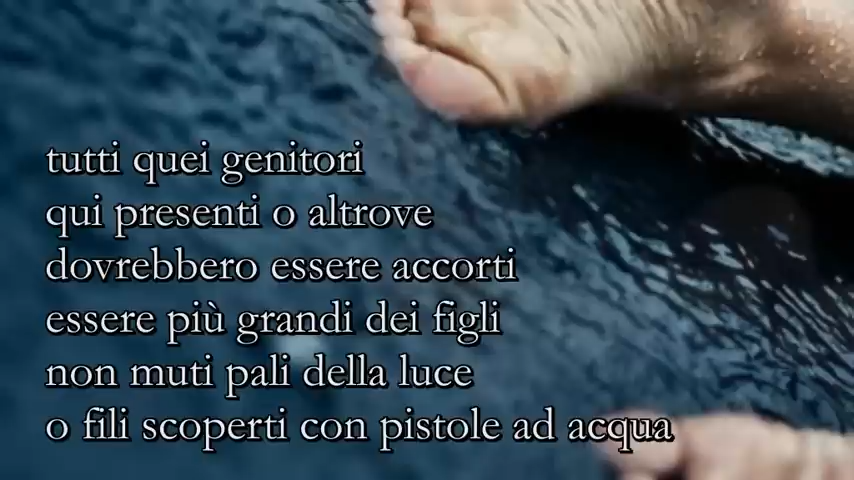 tutti quei genitori
qui presenti o altrove
dovrebbero essere accorti
essere più grandi dei figli
non muti pali della luce
o fili scoperti con pistole ad acqua